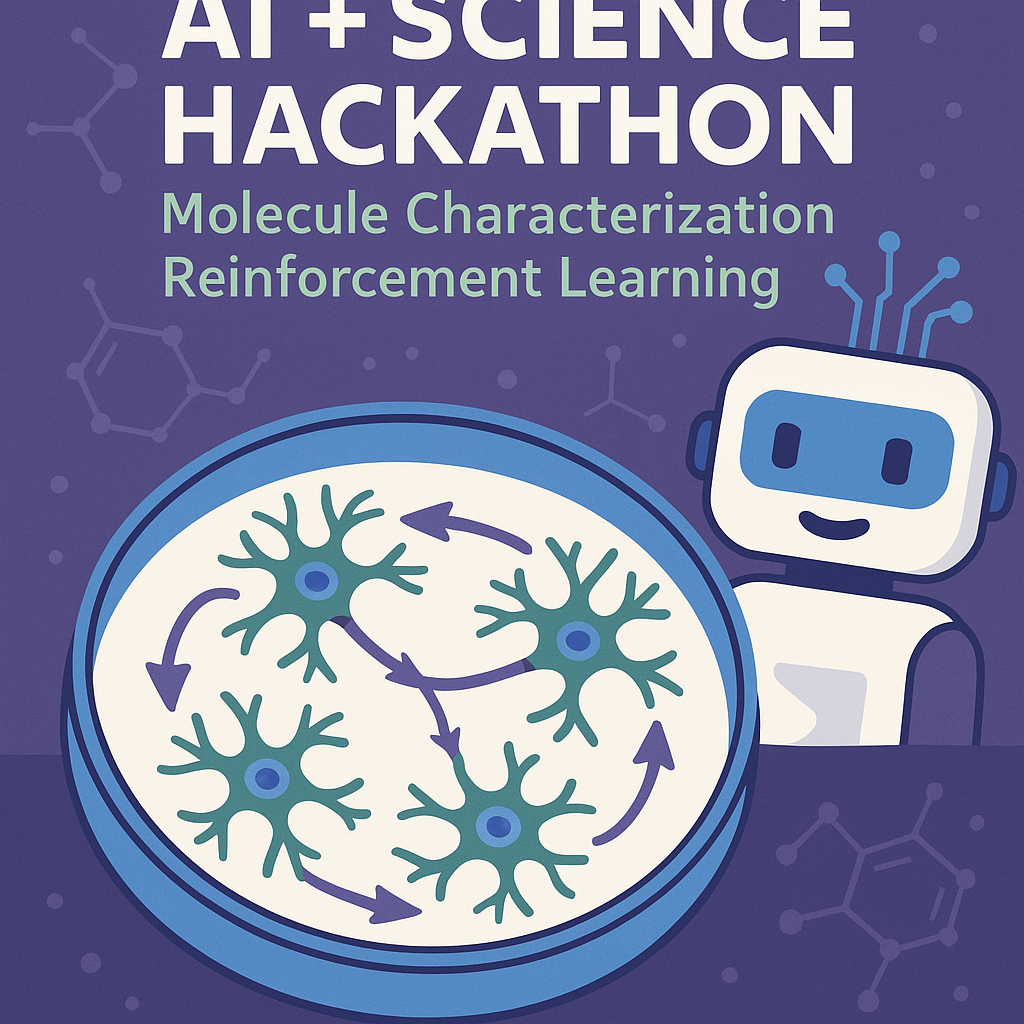 AI + SCIENCE
HACKATHON
Molecule Characterization
Reinforcement Learning